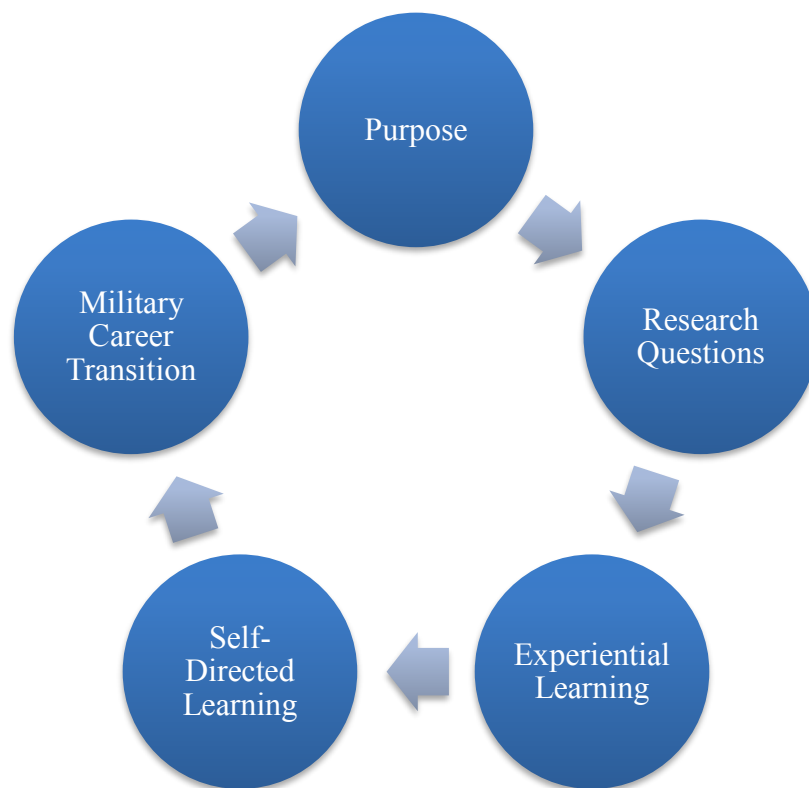 Purpose
Research
Questions
Experiential
Learning
Self-
Directed
Learning
Military
Career
Transition